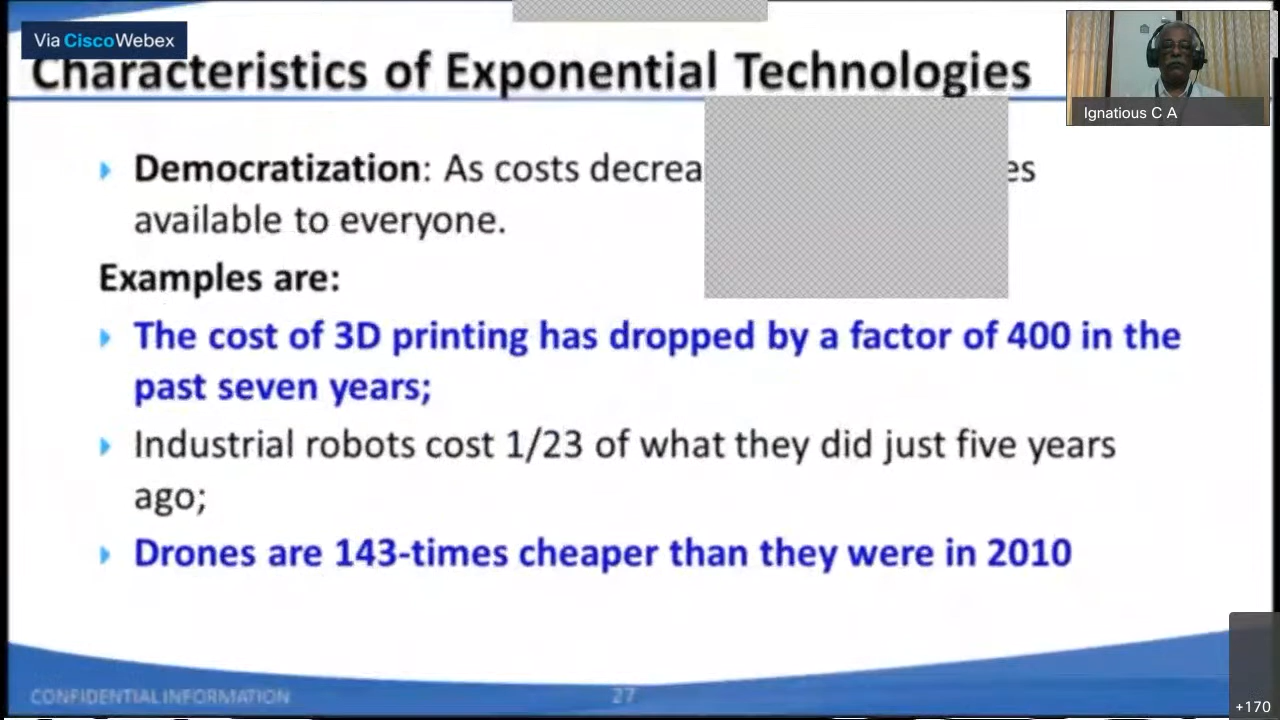 Via Cisco Webex
Characteristics of Exponential Technologies
Ignatious C A
Democratization: As costs decrea es
available to everyone.
Examples are:
The cost of 3D printing has dropped by a factor of 400 in the
past seven years;
Industrial robots cost 1/23 of what they did just five years
ago;
Drones are 143-times cheaper than they were in 2010
CONFIDENTIAL INFORMATION
27
+170